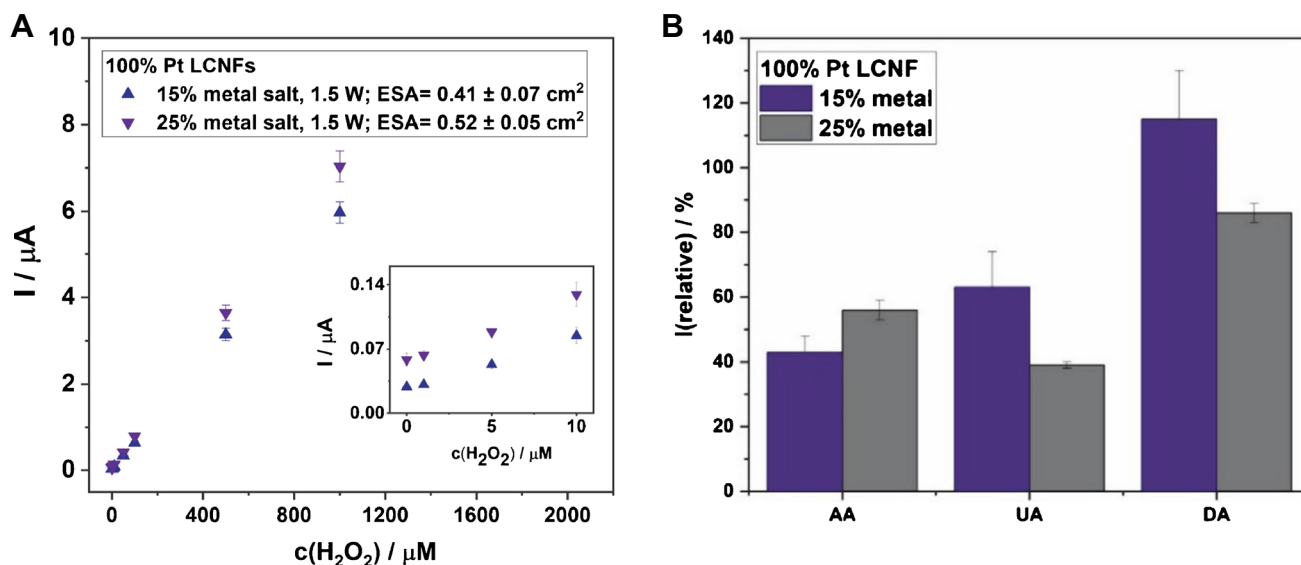 A
10
8
6
4
2
0
I / μA
100% Pt LCNFs
15% metal salt, 1.5 W; ESA= 0.41 ± 0.07 cm²
25% metal salt, 1.5 W; ESA= 0.52 ± 0.05 cm²
0.14
0.07
0.00
I / μA
0 5 10
c(H₂O₂) / μM
0 400 800 1200 1600 2000
c(H₂O₂) / μM
B
140
120
100
80
60
40
20
0
I(relative) / %
100% Pt LCNF
15% metal
25% metal
AA UA DA